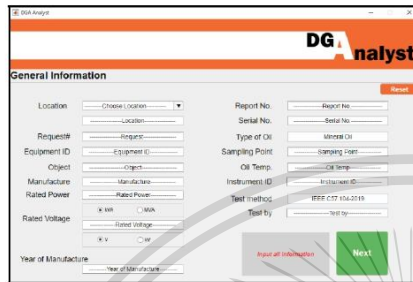 DGA Analyst
DGAnalyst
General Information
Reset
Location
Choose Location
Location
Request#
Request
Equipment ID
Equipment ID
Object
Object
Manufacture
Manufacture
Rated Power
Rated Power
kVA
MVA
Rated Voltage
Rated Voltage
V
kV
Year of Manufacture
Year of Manufacture
Report No.
Report No.
Serial No.
Serial No.
Type of Oil
Mineral Oil
Sampling Point
Sampling Point
Oil Temp.
Oil Temp.
Instrument ID
Instrument ID
Test method
IEEE C57.104-2019
Test by
Test by
Input all information
Next